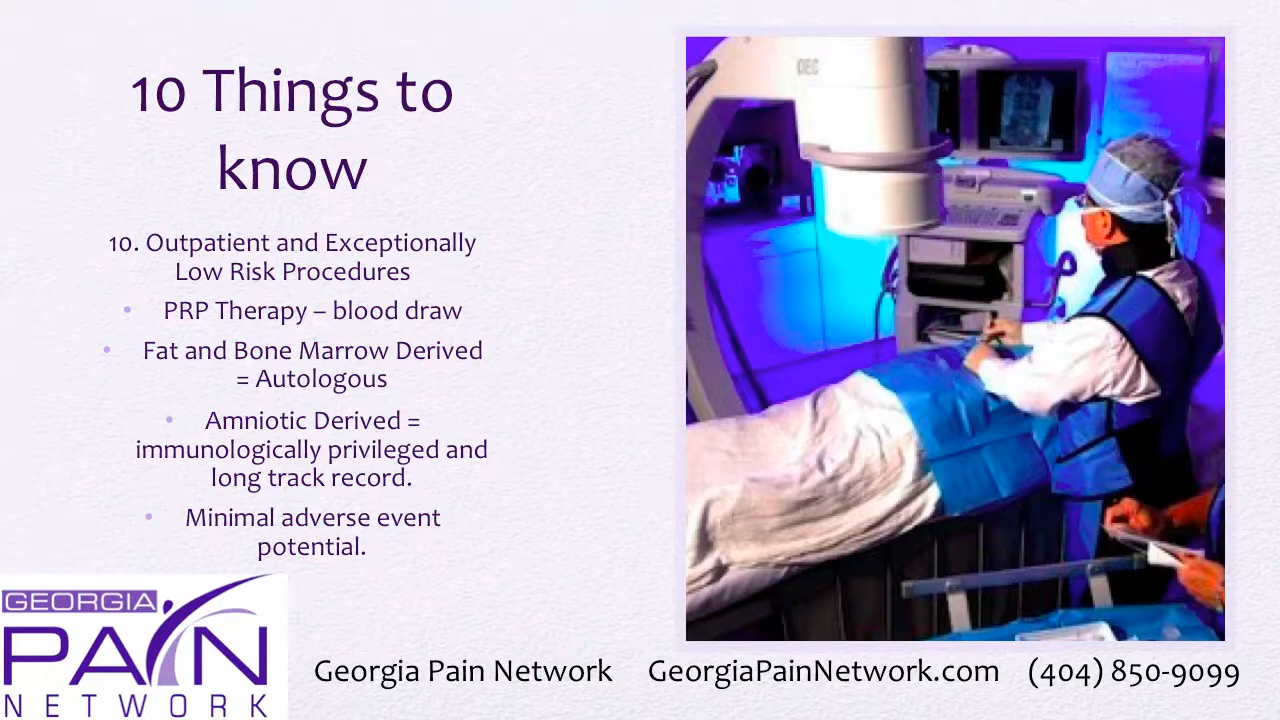 10 Things to
know
10. Outpatient and Exceptionally
Low Risk Procedures
• PRP Therapy – blood draw
• Fat and Bone Marrow Derived
= Autologous
• Amniotic Derived =
immunologically privileged and
long track record.
• Minimal adverse event
potential.
OEC
GEORGIA
PAIN
NETWORK
Georgia Pain Network GeorgiaPainNetwork.com (404) 850-9099